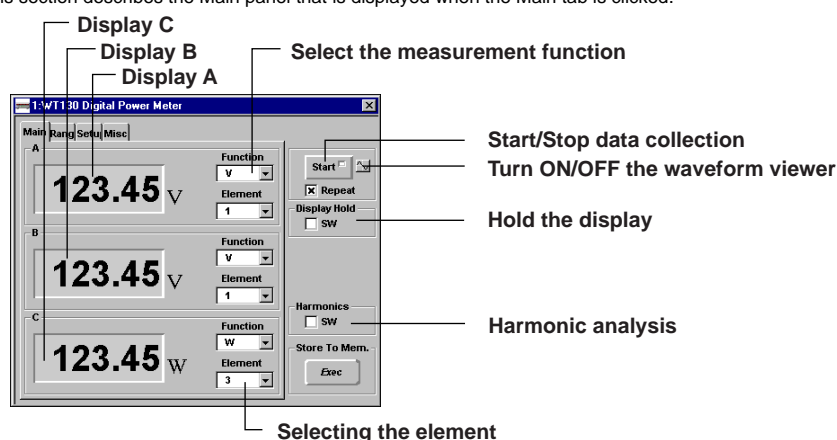 is section describes the Main panel that is displayed when the Main tab is clicked.
Display C
Display B
Display A
Select the measurement function
1:WT130 Digital Power Meter
Main Rang Setu Misc
A
123.45 V
Function
V
Element
1
Start
Repeat
Display Hold
SW
Start/Stop data collection
Turn ON/OFF the waveform viewer
Hold the display
B
123.45 V
Function
V
Element
1
C
123.45 W
Function
W
Element
3
Harmonics
SW
Store To Mem.
Exec
Harmonic analysis
Selecting the element